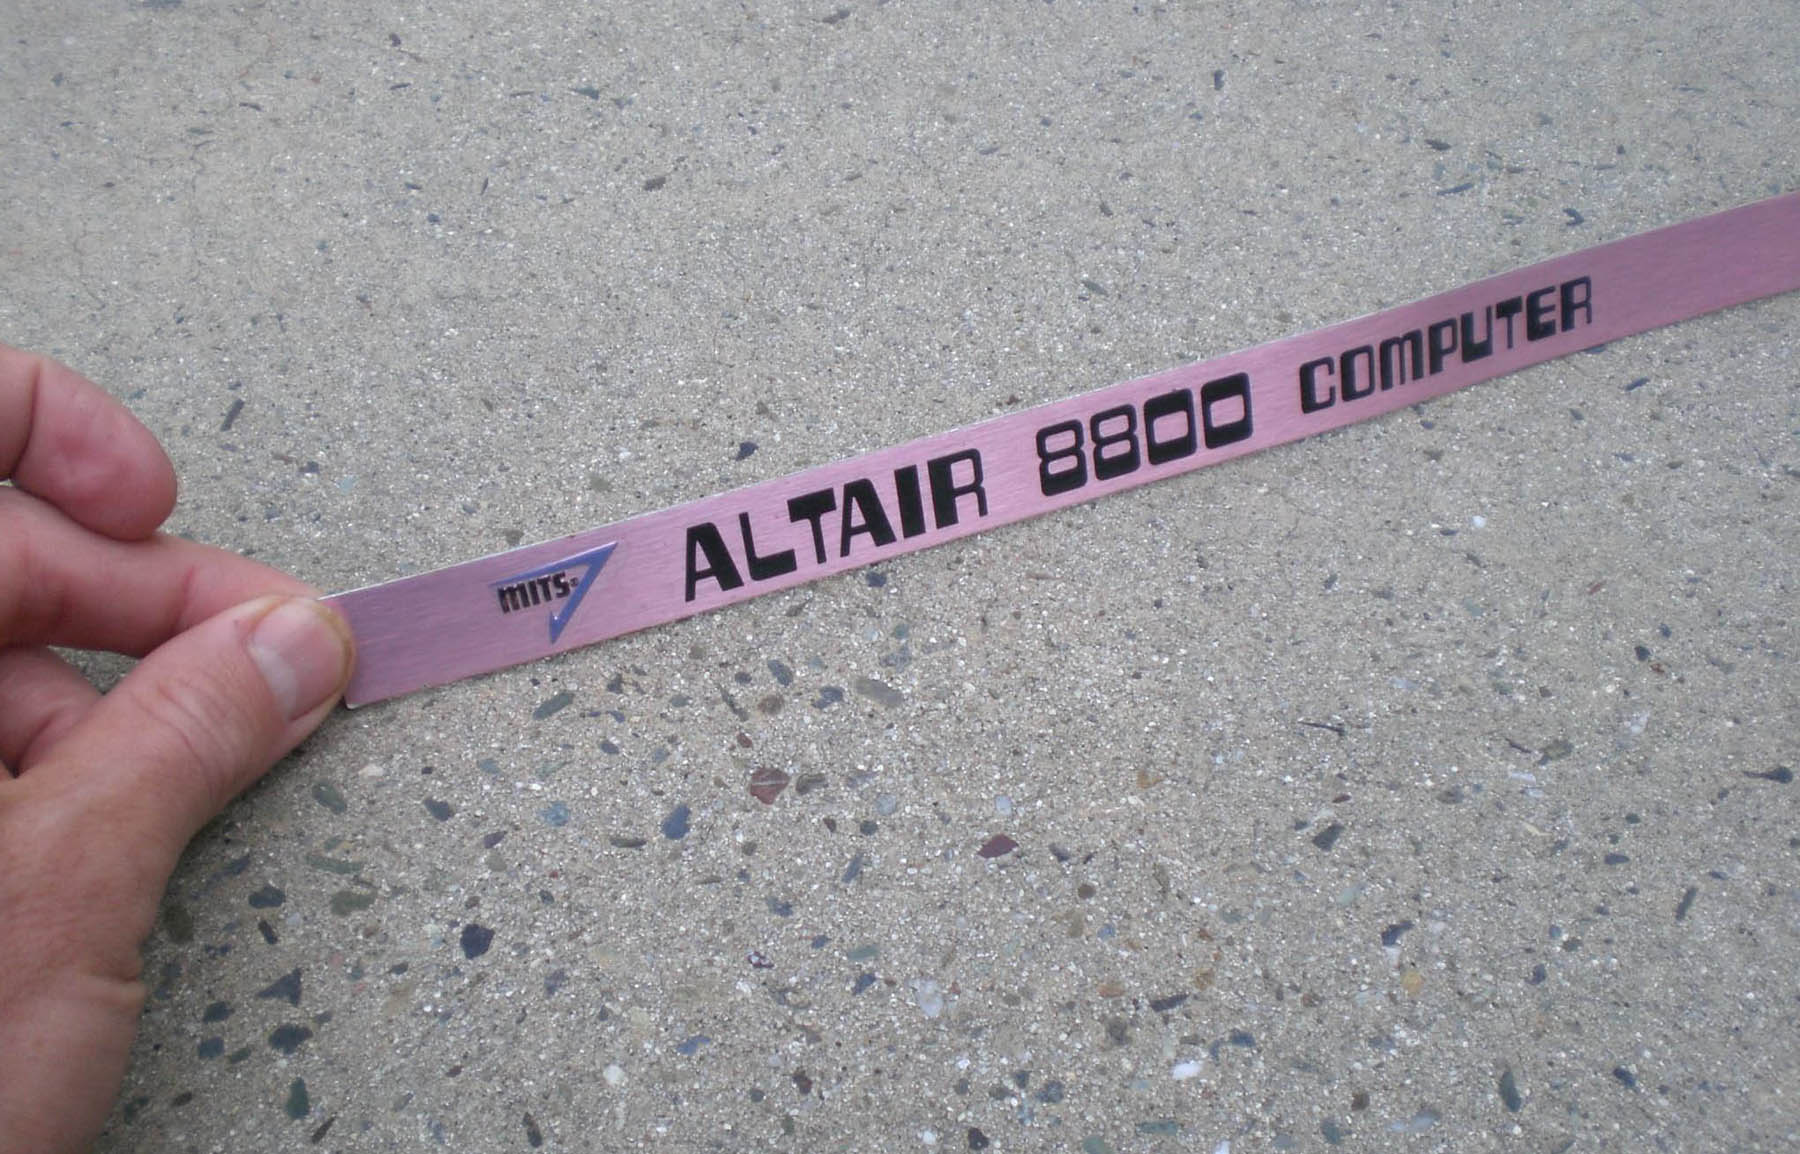 MITS® ALTAIR 8800 COMPUTER